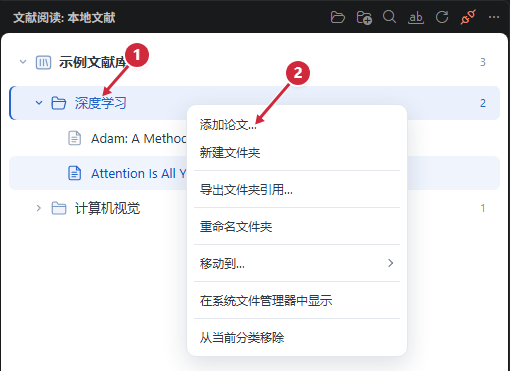 文献阅读: 本地文献
ab
示例文献库
3
1
深度学习
2
2
添加论文...
Adam: A Metho
新建文件夹
Attention Is All Y
导出文件夹引用...
计算机视觉
1
重命名文件夹
移动到...
在系统文件管理器中显示
从当前分类移除